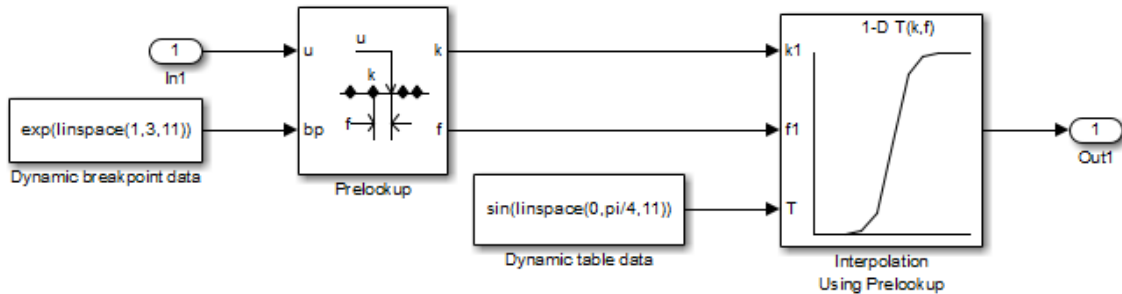 1
In1
exp(linspace(1,3,11))
Dynamic breakpoint data
u
bp
u
k
f
k
f
Prelookup
sin(linspace(0,pi/4,11))
Dynamic table data
1-D T(k,f)
k1
f1
T
Interpolation
Using Prelookup
1
Out1